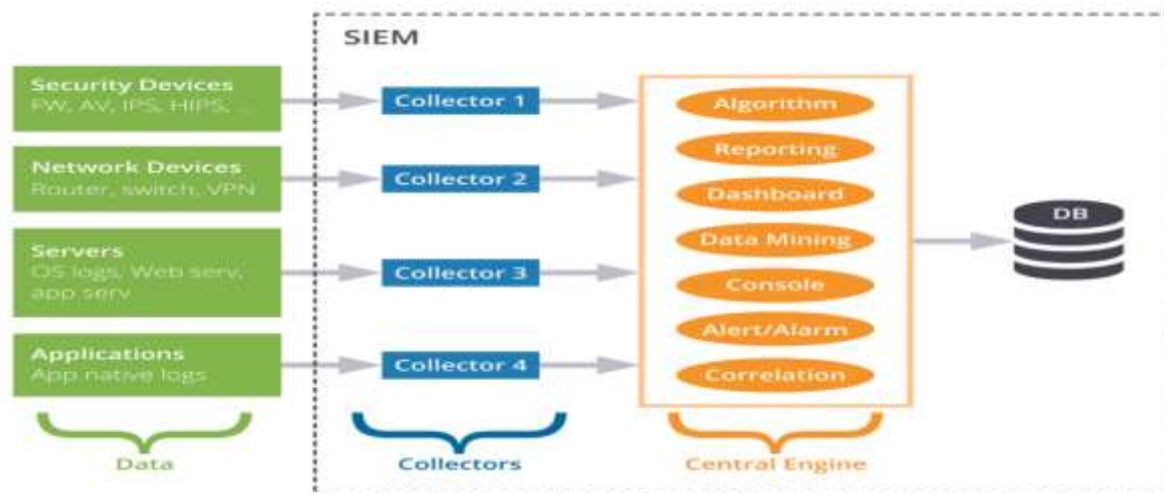 SIEM
Security Devices
FW, AV, IPS, HIPS, ...
Collector 1
Network Devices
Router, switch, VPN
Collector 2
Servers
OS logs, Web serv,
app serv
Collector 3
Applications
App native logs
Collector 4
Algorithm
Reporting
Dashboard
Data Mining
Console
Alert/Alarm
Correlation
DB
Data
Collectors
Central Engine